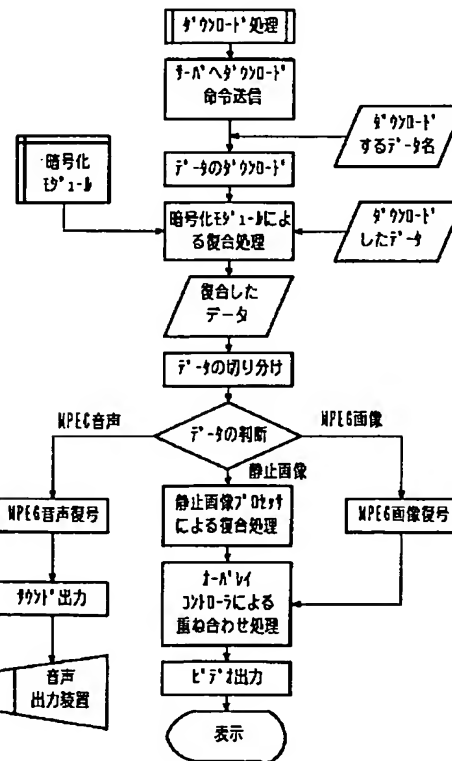 ダウンロード処理
サーバへダウンロード
命令送信
ダウンロード
するデータ名
データのダウンロード
暗号化
モジュール
暗号化モジュールによ
る復合処理
ダウンロード
したデータ
復合した
データ
データの切り分け
データの判断
MPEG音声
MPEG画像
静止画像
MPEG音声復号
静止画像プロセッサ
による復合処理
MPEG画像復号
サウンド出力
オーバレイ
コントローラによる
重ね合わせ処理
音声
出力装置
ビデオ出力
表示